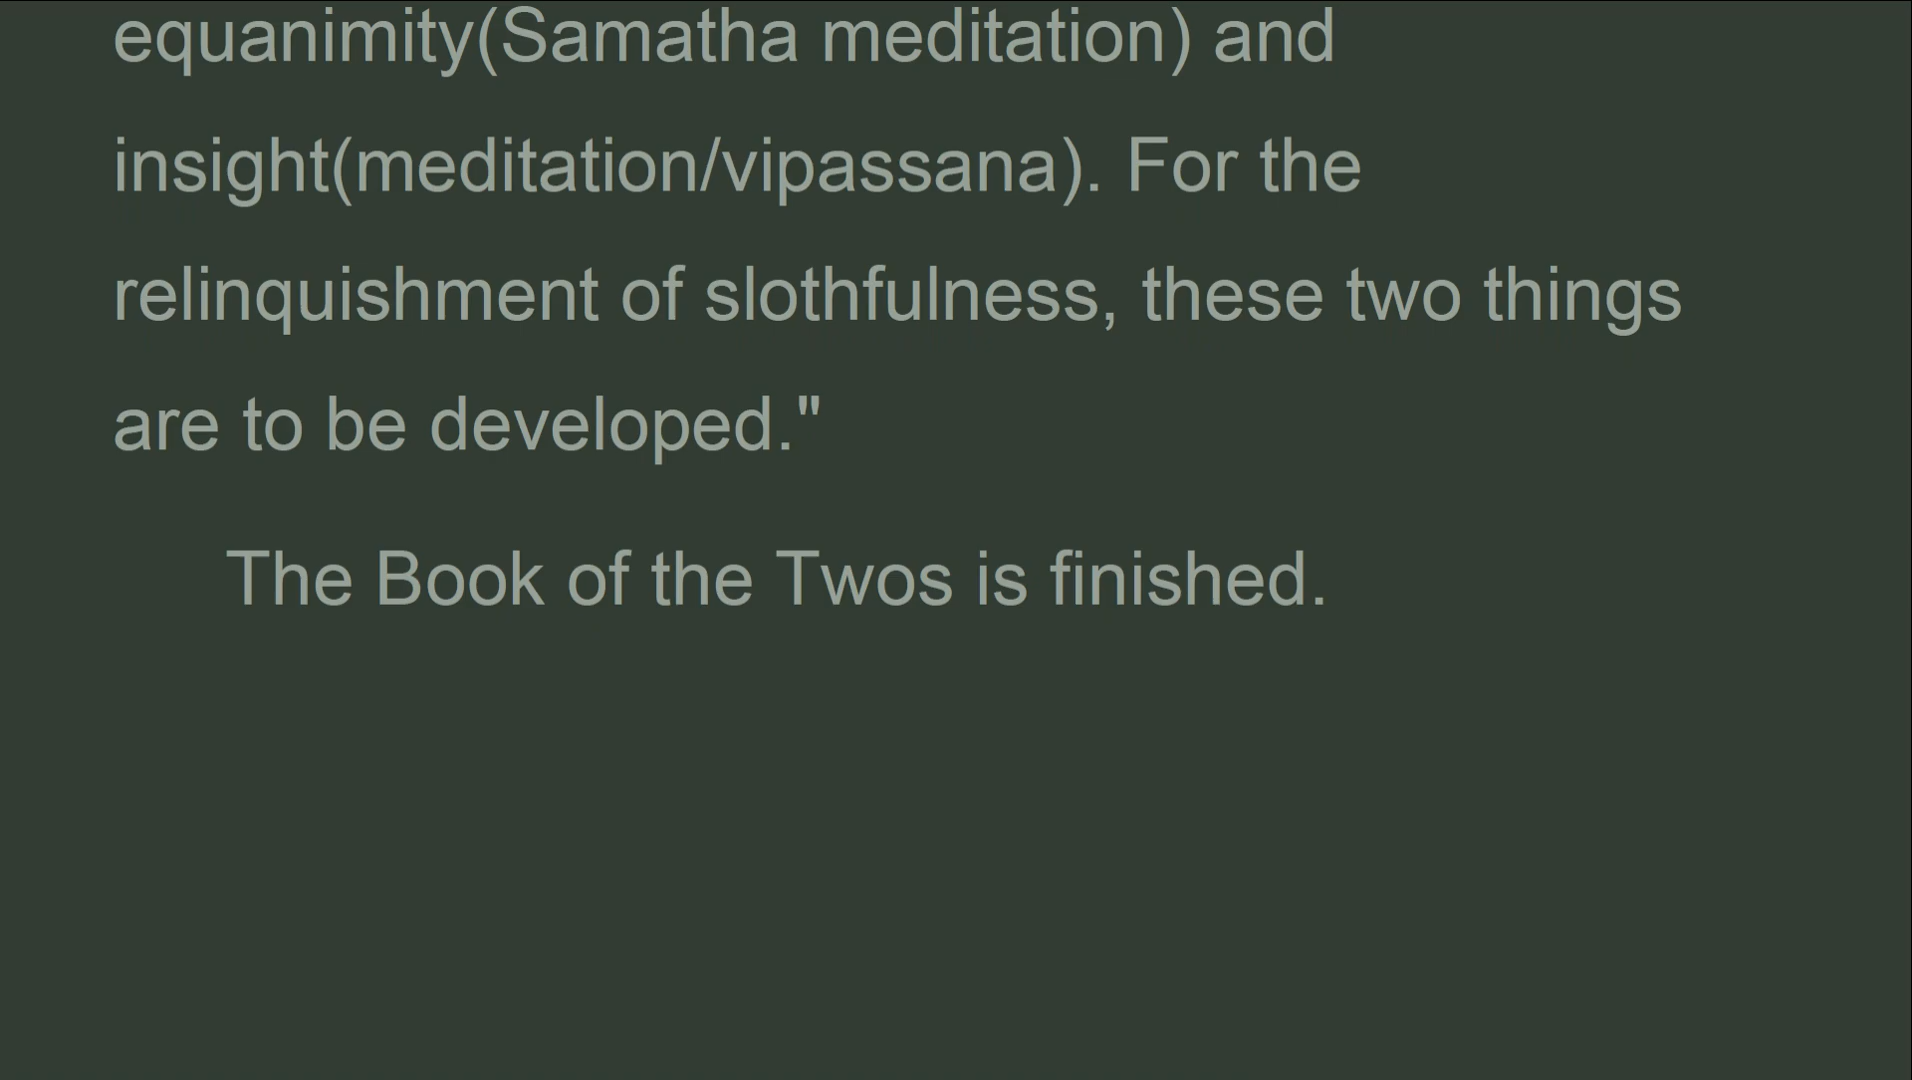 equanimity(Samatha meditation) and
insight(meditation/vipassana). For the
relinquishment of slothfulness, these two things
are to be developed."
The Book of the Twos is finished.